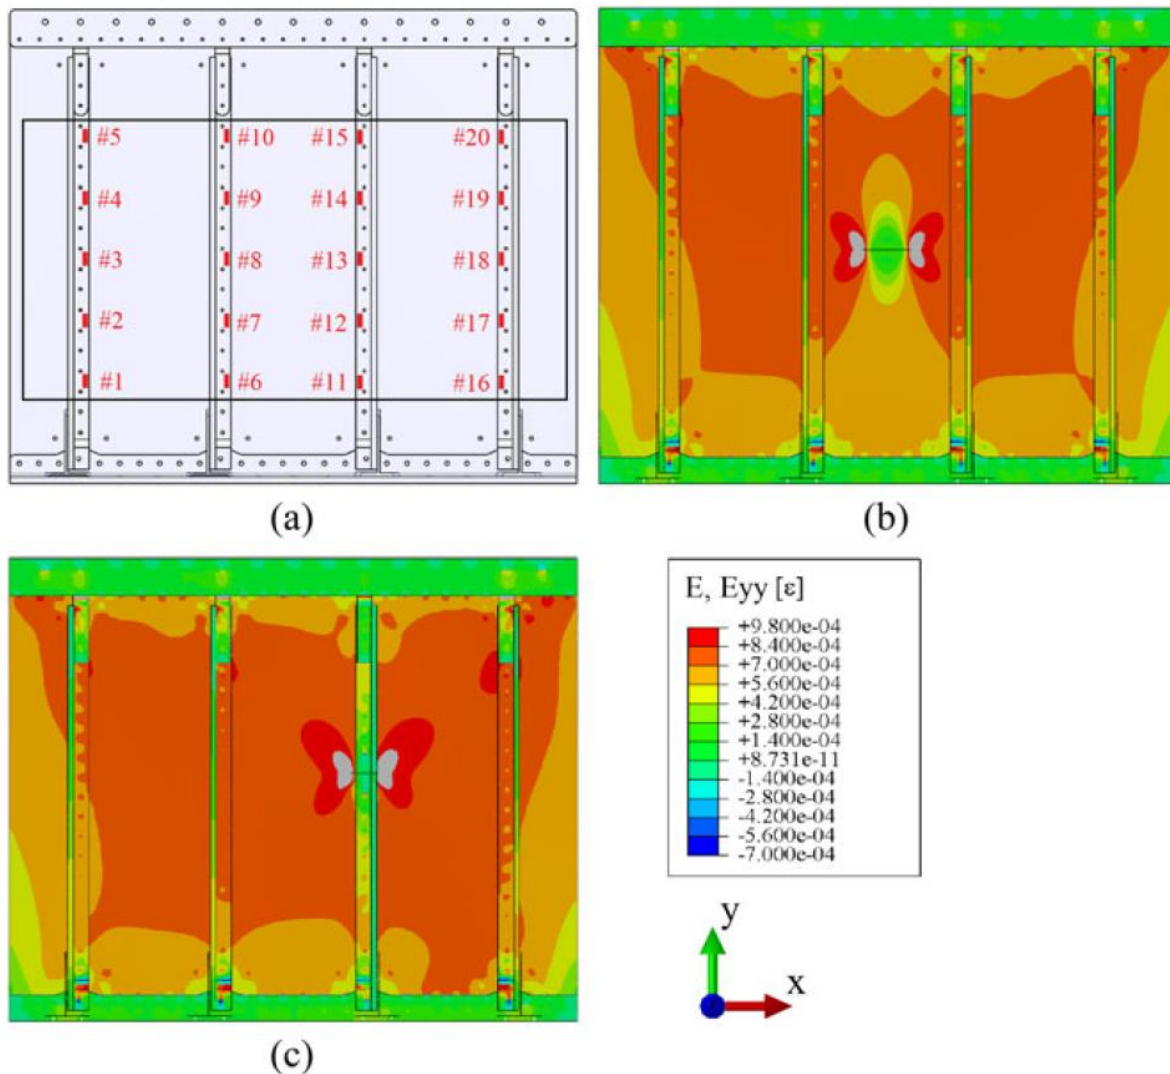 #5 #10 #15 #20
#4 #9 #14 #19
#3 #8 #13 #18
#2 #7 #12 #17
#1 #6 #11 #16
(a)
(b)
E, Eyy [ε]
+9.800e-04
+8.400e-04
+7.000e-04
+5.600e-04
+4.200e-04
+2.800e-04
+1.400e-04
+8.731e-11
-1.400e-04
-2.800e-04
-4.200e-04
-5.600e-04
-7.000e-04
y
x
(c)